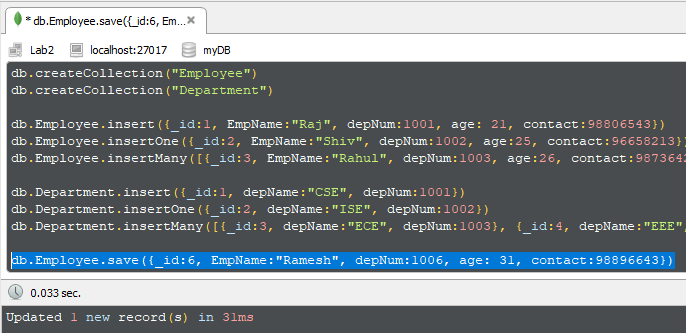 * db.Employee.save({_id:6, Em...
Lab2 localhost:27017 myDB
db.createCollection("Employee")
db.createCollection("Department")
db.Employee.insert({_id:1, EmpName:"Raj", depNum:1001, age: 21, contact:98806543})
db.Employee.insertOne({_id:2, EmpName:"Shiv", depNum:1002, age:25, contact:96658213})
db.Employee.insertMany([{_id:3, EmpName:"Rahul", depNum:1003, age:26, contact:9873642
db.Department.insert({_id:1, depName:"CSE", depNum:1001})
db.Department.insertOne({_id:2, depName:"ISE", depNum:1002})
db.Department.insertMany([{_id:3, depName:"ECE", depNum:1003}, {_id:4, depName:"EEE",
db.Employee.save({_id:6, EmpName:"Ramesh", depNum:1006, age: 31, contact:98896643})
0.033 sec.
Updated 1 new record(s) in 31ms